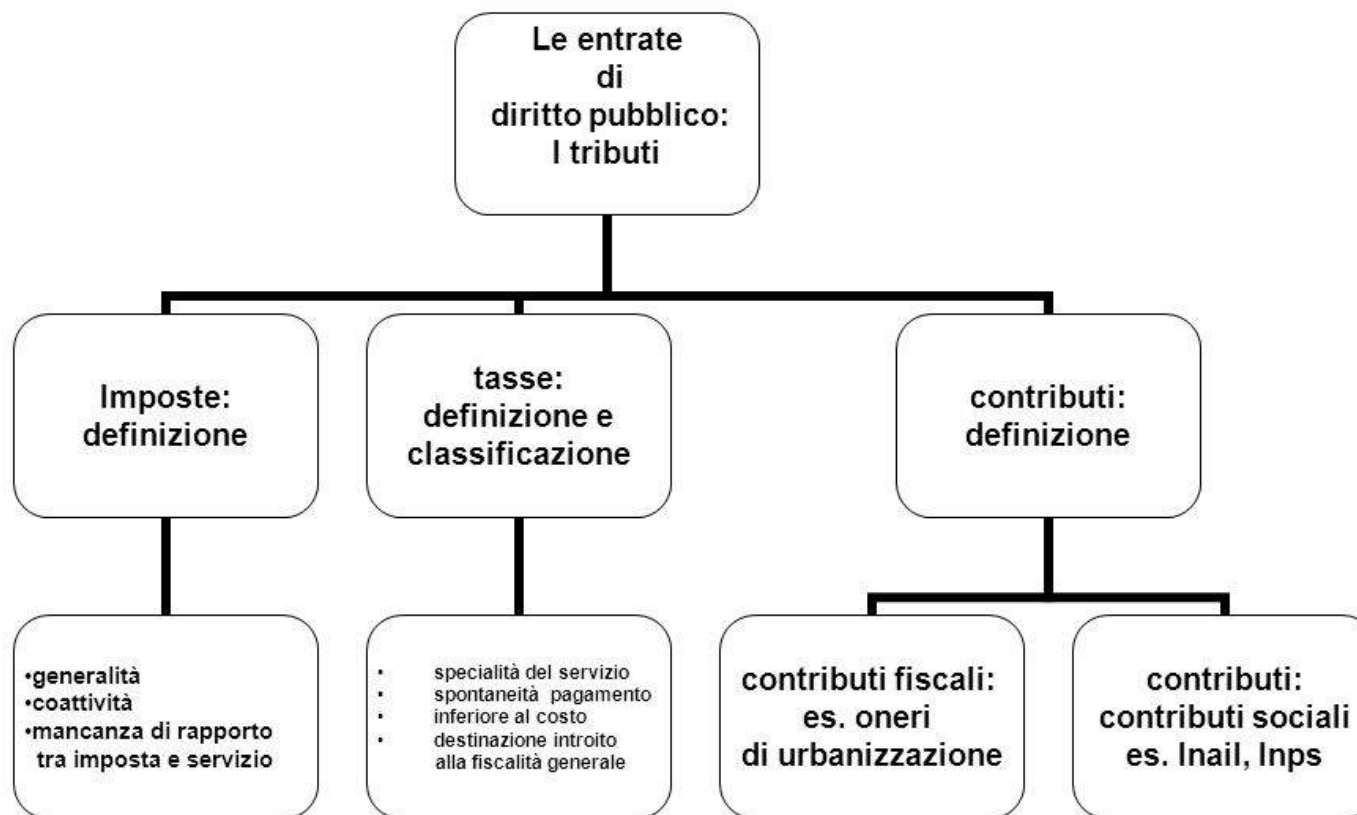 Le entrate
di
diritto pubblico:
I tributi
Imposte:
definizione
tasse:
definizione e
classificazione
contributi:
definizione
•generalità
•coattività
•mancanza di rapporto
tra imposta e servizio
• specialità del servizio
• spontaneità pagamento
• inferiore al costo
• destinazione introito
alla fiscalità generale
contributi fiscali:
es. oneri
di urbanizzazione
contributi:
contributi sociali
es. Inail, Inps